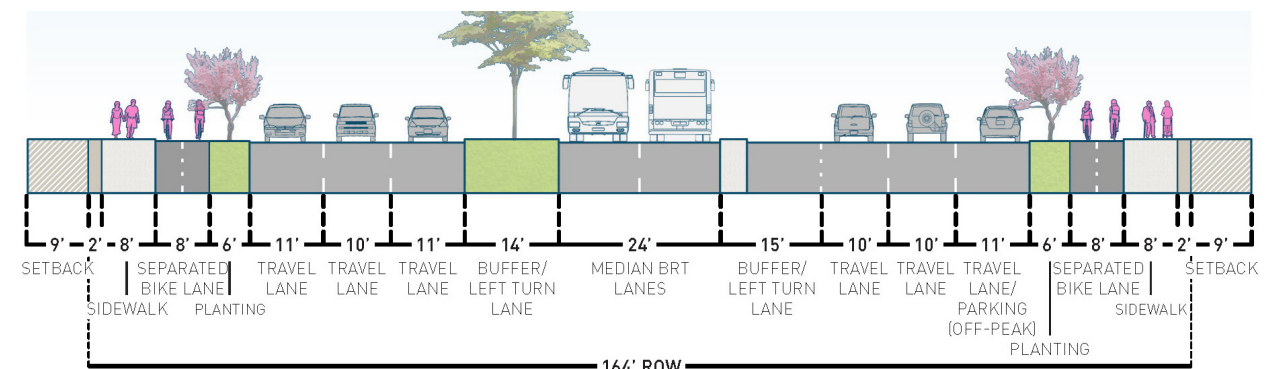 9' 2' 8' 8' 6' 11' 10' 11' 14' 24' 15' 10' 10' 11' 6' 8' 8' 2' 9'
SETBACK
SIDEWALK
SEPARATED
BIKE LANE
PLANTING
TRAVEL
LANE
TRAVEL
LANE
TRAVEL
LANE
BUFFER/
LEFT TURN
LANE
MEDIAN BRT
LANES
BUFFER/
LEFT TURN
LANE
TRAVEL
LANE
TRAVEL
LANE
TRAVEL
LANE/
PARKING
(OFF-PEAK)
PLANTING
SEPARATED
BIKE LANE
SIDEWALK
SETBACK
164' ROW